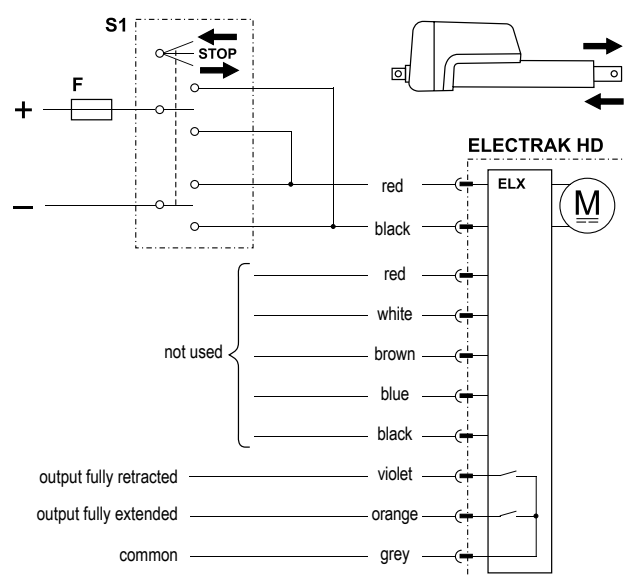 S1
STOP
F
+
−
ELECTRAK HD
ELX
M
red
black
red
white
not used
brown
blue
black
output fully retracted violet
output fully extended orange
common grey